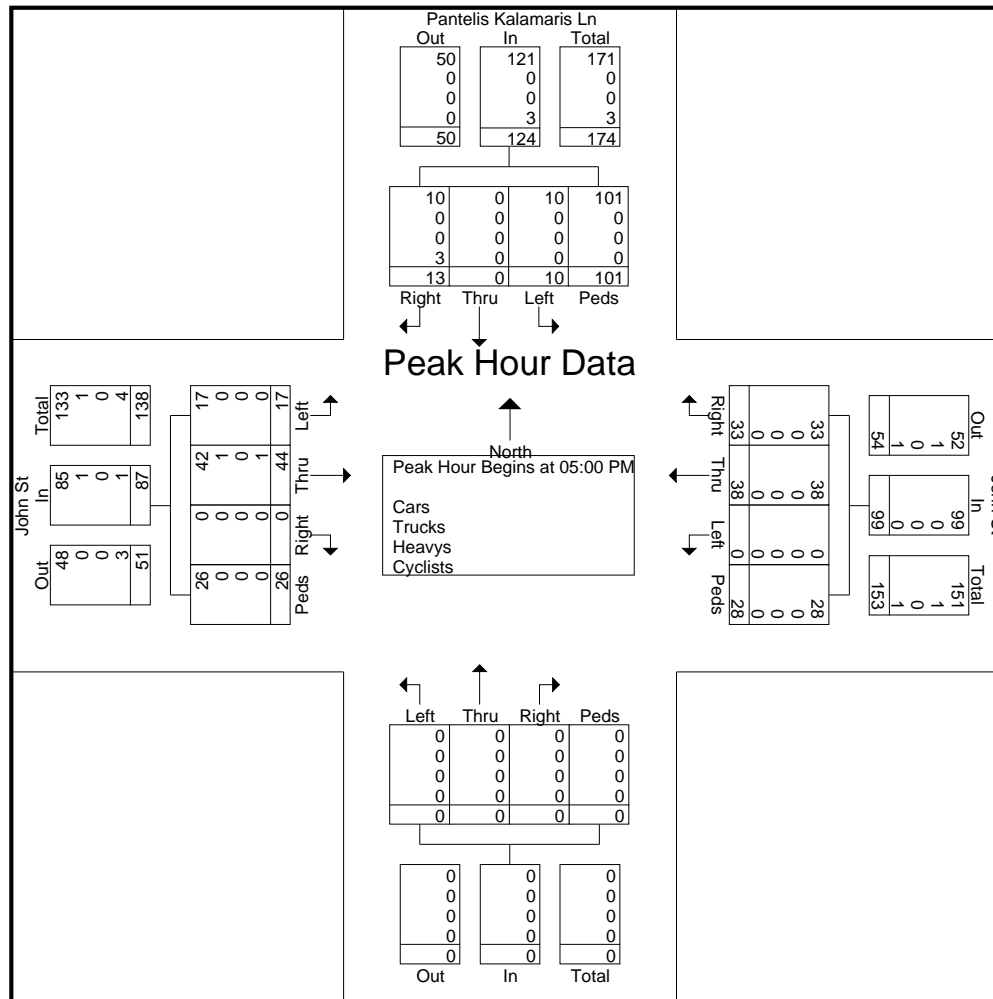 Pantelis Kalamaris Ln
Out In Total
50 121 171
0 0 0
0 0 0
0 3 3
50 124 174
10 0 10 101
0 0 0 0
0 0 0 0
3 0 0 0
13 0 10 101
Right Thru Left Peds
Peak Hour Data
John St
Total 133 1 0 4 138
In 85 1 0 1 87
Out 48 0 0 3 51
17 0 0 0 17 Left
42 1 0 1 44 Thru
0 0 0 0 0 Right
26 0 0 0 26 Peds
North
Peak Hour Begins at 05:00 PM
Cars
Trucks
Heavys
Cyclists
Right 33 0 0 0 33
Thru 38 0 0 0 38
Left 0 0 0 0 0
Peds 28 0 0 0 28
54 1 0 1 52 Out
99 0 0 0 99 In
153 1 0 1 151 Total
Left Thru Right Peds
0 0 0 0
0 0 0 0
0 0 0 0
0 0 0 0
0 0 0 0
0 0 0
0 0 0
0 0 0
0 0 0
0 0 0
Out In Total